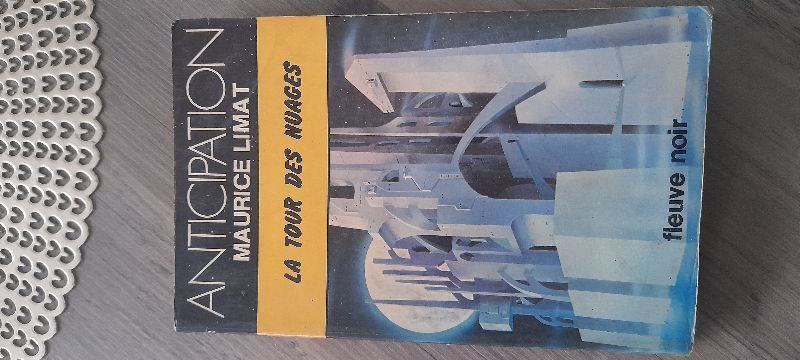 ANTICIPATION
MAURICE LIMAT
LA TOUR DES NUAGES
fleuve noir